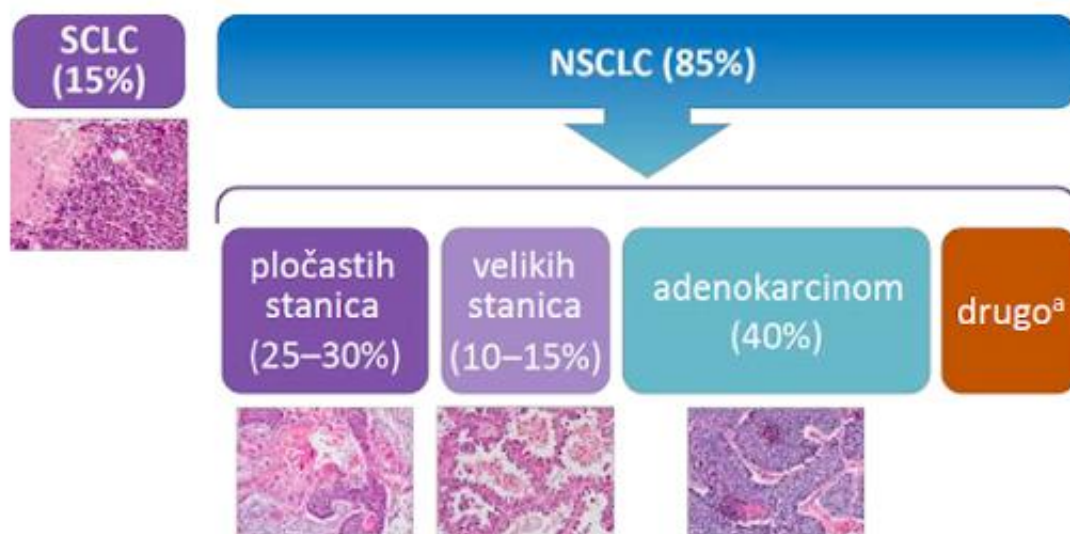 SCLC
(15%)
NSCLC (85%)
pločastih
stanica
(25–30%)
velikih
stanica
(10–15%)
adenokarcinom
(40%)
drugoᵃ